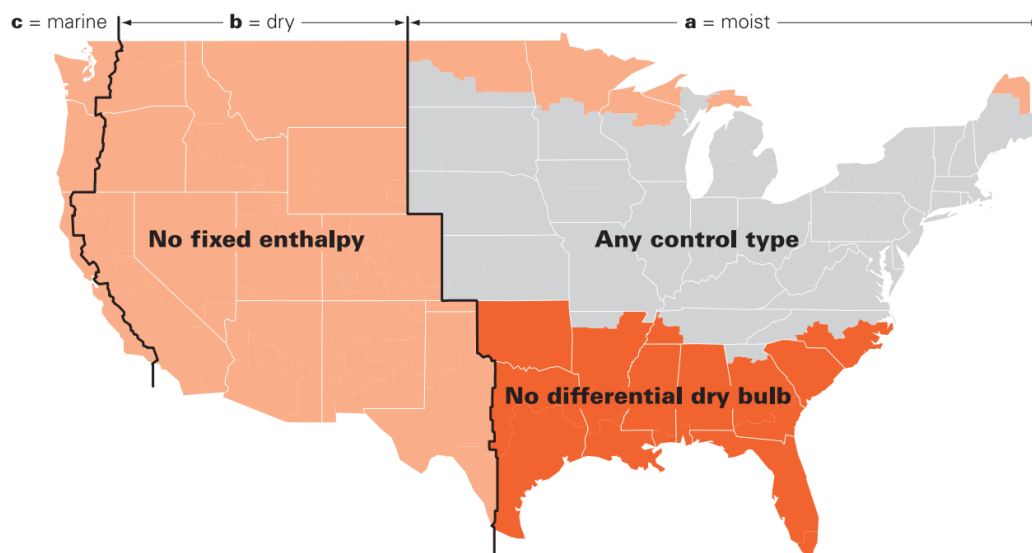 c = marine
b = dry
a = moist
No fixed enthalpy
Any control type
No differential dry bulb